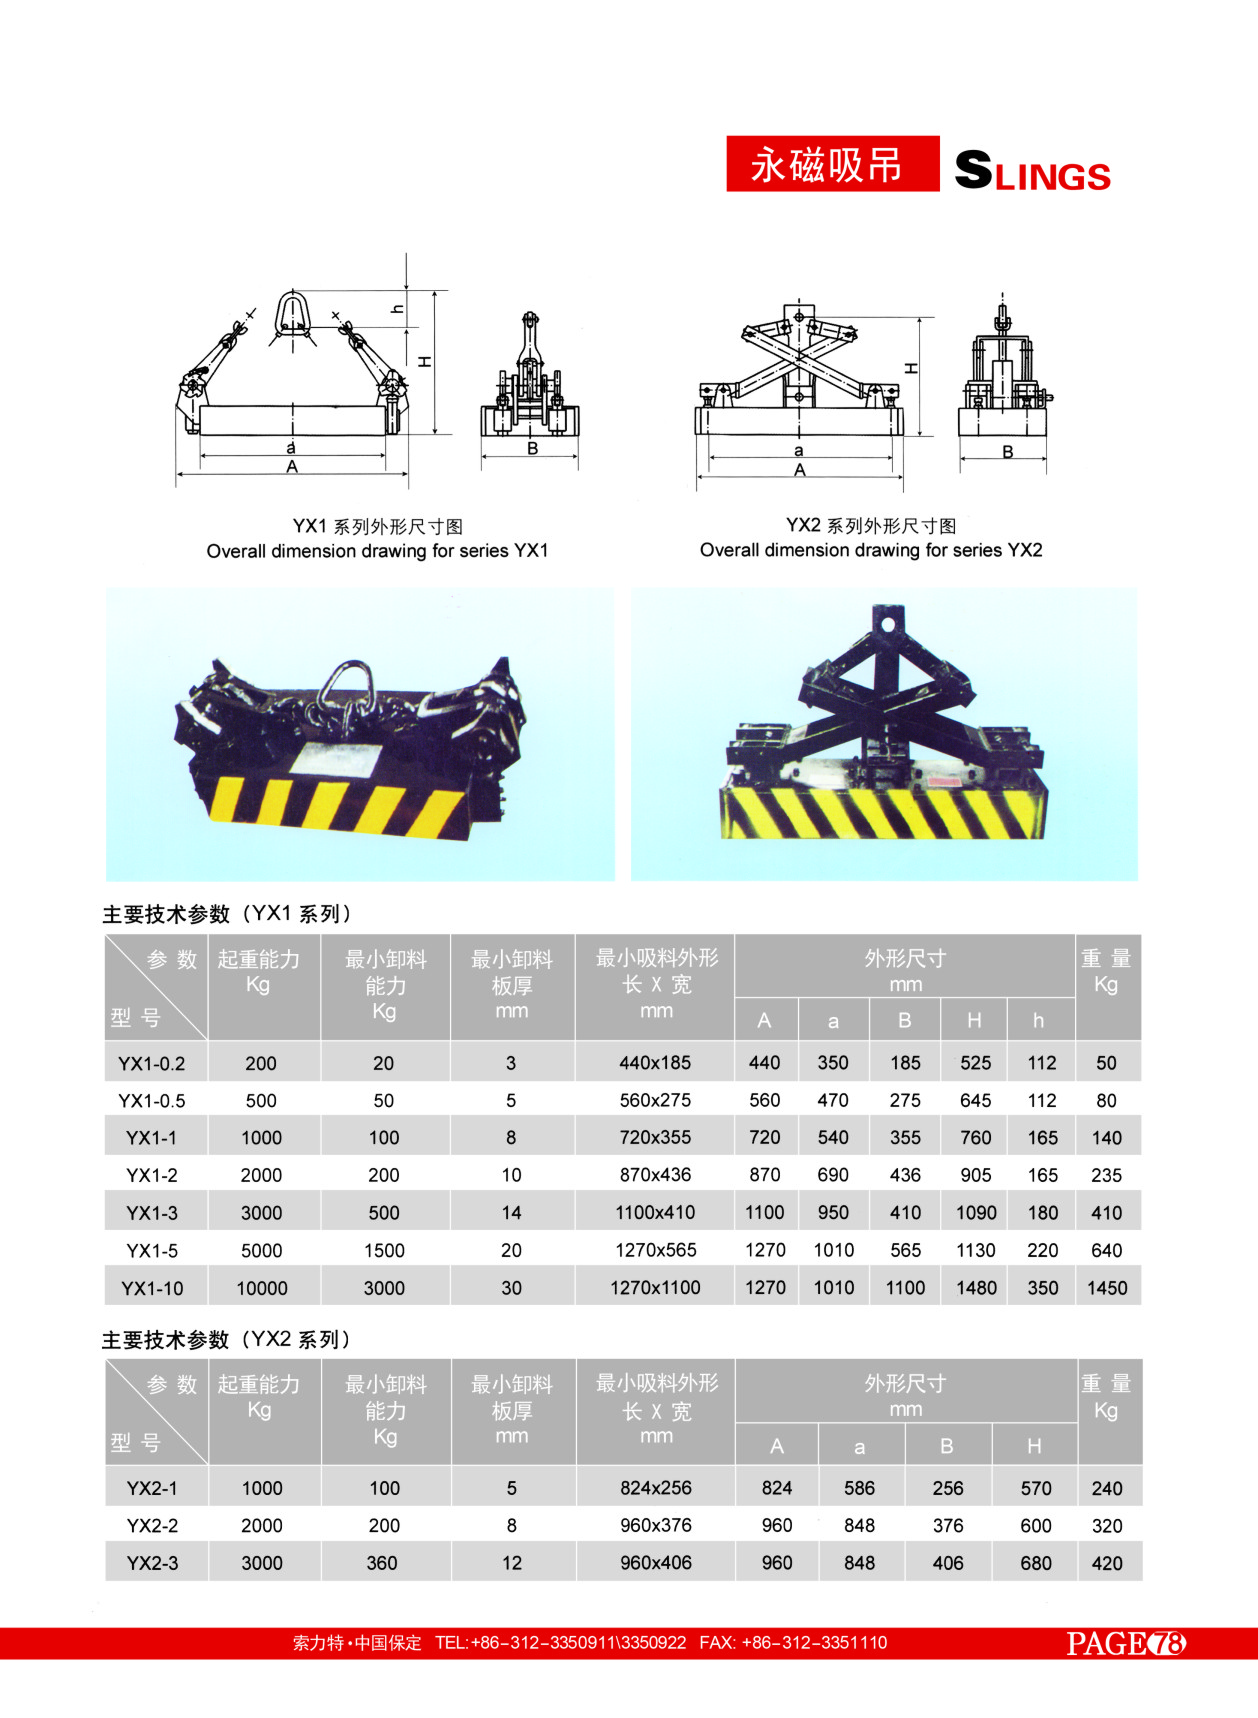 永磁吸吊 SLINGS
h
H
a
A
B
H
a
A
B
YX1 系列外形尺寸图
Overall dimension drawing for series YX1
YX2 系列外形尺寸图
Overall dimension drawing for series YX2
主要技术参数（YX1 系列）
参 数 起重能力 最小卸料 最小卸料 最小吸料外形 外形尺寸 重 量
Kg 能力 板厚 长 X 宽 mm Kg
型 号 Kg mm mm A a B H h
YX1-0.2 200 20 3 440x185 440 350 185 525 112 50
YX1-0.5 500 50 5 560x275 560 470 275 645 112 80
YX1-1 1000 100 8 720x355 720 540 355 760 165 140
YX1-2 2000 200 10 870x436 870 690 436 905 165 235
YX1-3 3000 500 14 1100x410 1100 950 410 1090 180 410
YX1-5 5000 1500 20 1270x565 1270 1010 565 1130 220 640
YX1-10 10000 3000 30 1270x1100 1270 1010 1100 1480 350 1450
主要技术参数（YX2 系列）
参 数 起重能力 最小卸料 最小卸料 最小吸料外形 外形尺寸 重 量
Kg 能力 板厚 长 X 宽 mm Kg
型 号 Kg mm mm A a B H
YX2-1 1000 100 5 824x256 824 586 256 570 240
YX2-2 2000 200 8 960x376 960 848 376 600 320
YX2-3 3000 360 12 960x406 960 848 406 680 420
索力特·中国保定 TEL:+86-312-3350911\3350922 FAX: +86-312-3351110 PAGE 78